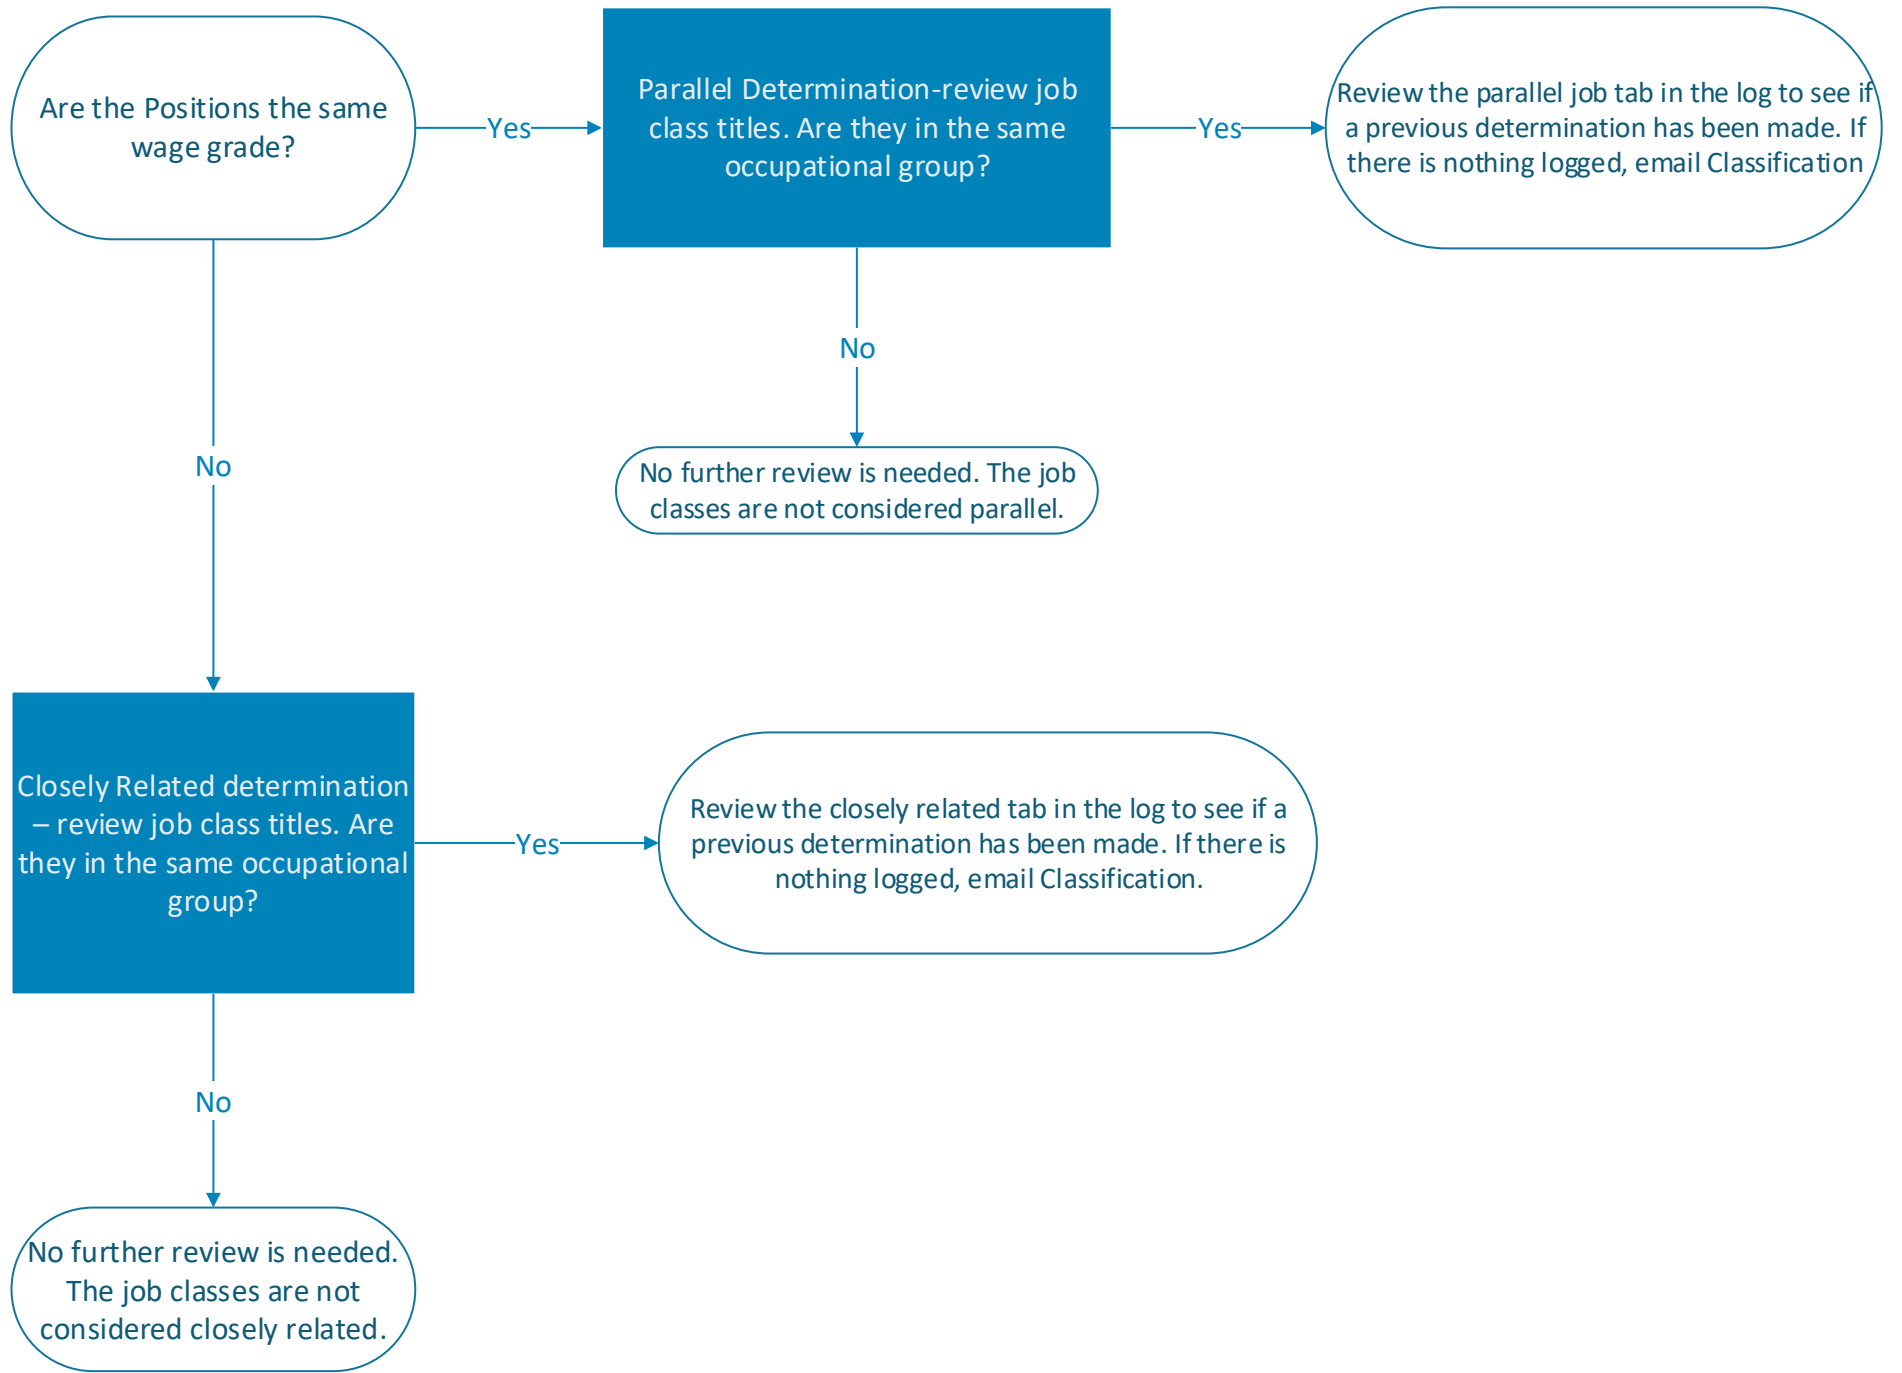 Are the Positions the same
wage grade?
Yes
Parallel Determination-review job
class titles. Are they in the same
occupational group?
Yes
Review the parallel job tab in the log to see if
a previous determination has been made. If
there is nothing logged, email Classification
No
No further review is needed. The job
classes are not considered parallel.
No
Closely Related determination
– review job class titles. Are
they in the same occupational
group?
Yes
Review the closely related tab in the log to see if a
previous determination has been made. If there is
nothing logged, email Classification.
No
No further review is needed.
The job classes are not
considered closely related.